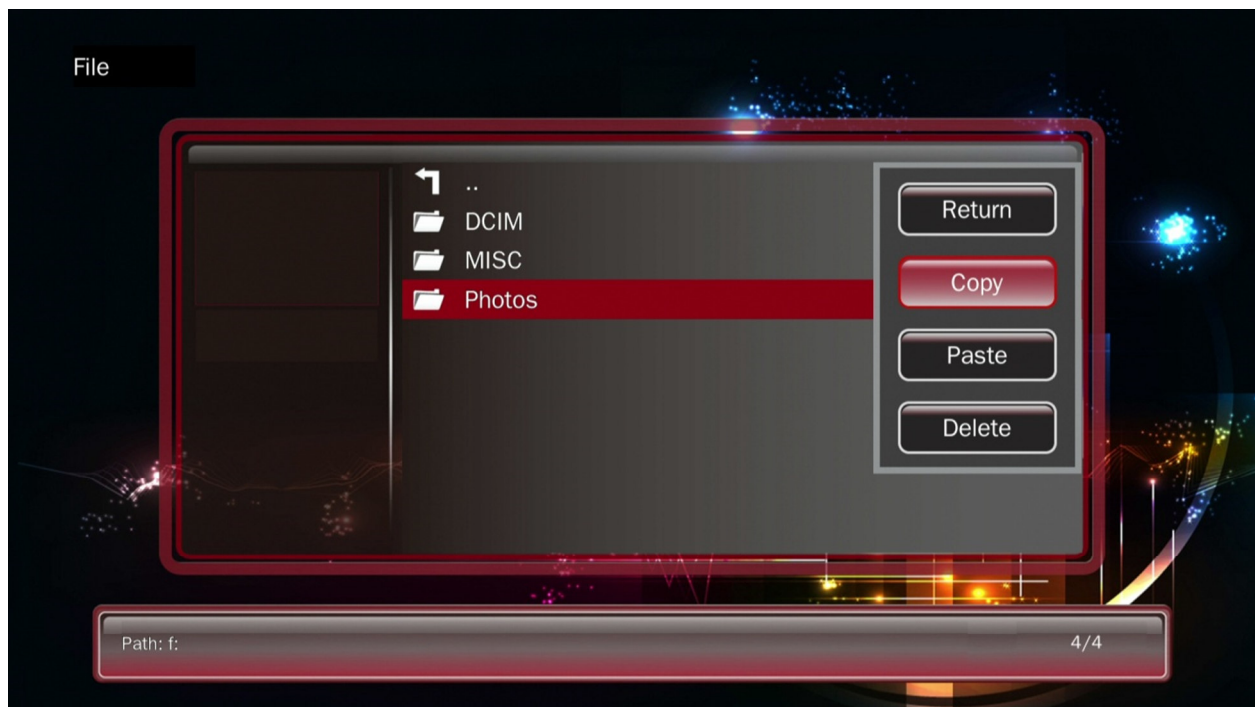 File
..
DCIM
MISC
Photos
Return
Copy
Paste
Delete
Path: f:
4/4